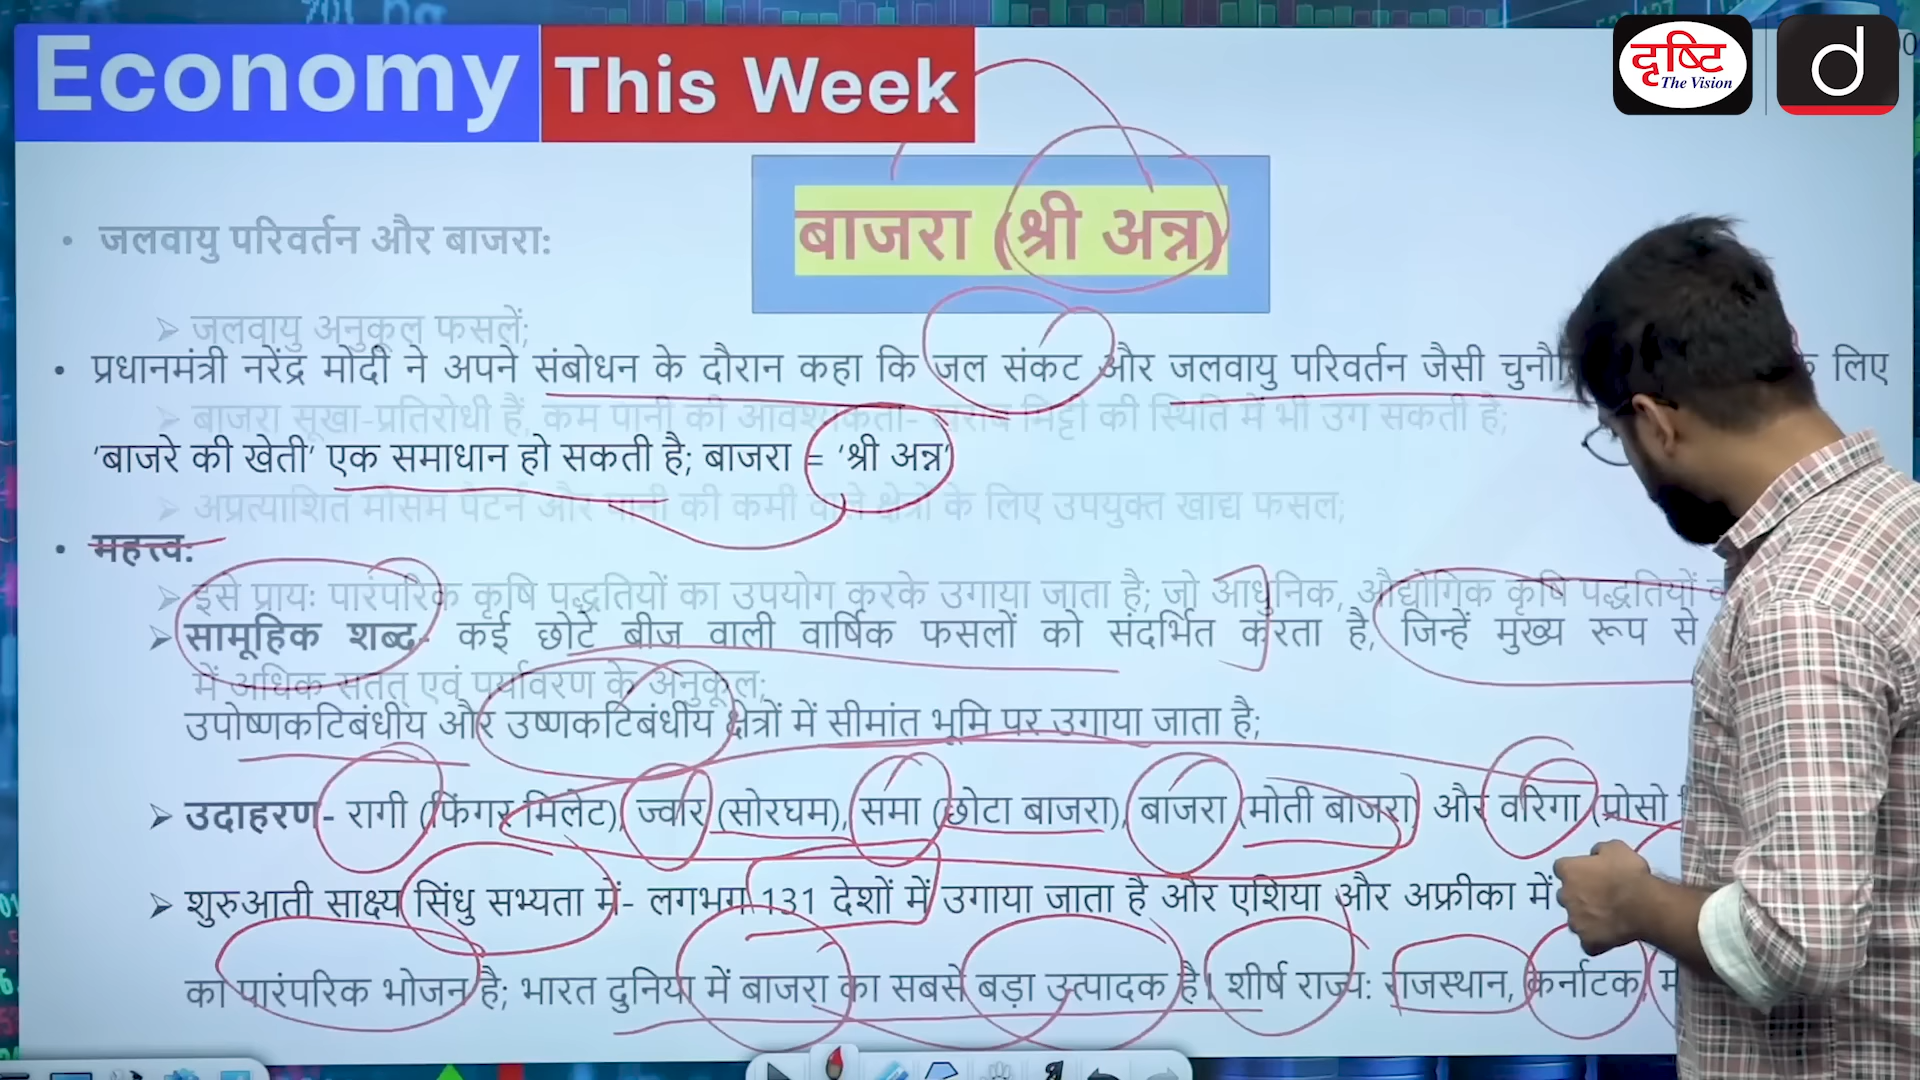 Economy This Week
दृष्टि
The Vision
d
बाजरा (श्री अन्न)
• जलवायु परिवर्तन और बाजरा:
➢ जलवायु अनुकूल फसलें;
• प्रधानमंत्री नरेंद्र मोदी ने अपने संबोधन के दौरान कहा कि जल संकट और जलवायु परिवर्तन जैसी लिए
➢ बाजरा सूखा-प्रतिरोधी हैं, कम पानी की आवश्यकता- खराब मिट्टी की स्थिति में भी उग सकती है;
'बाजरे की खेती' एक समाधान हो सकती है; बाजरा = 'श्री अन्न'
➢ अप्रत्याशित मौसम पैटर्न और पानी की कमी वाले क्षेत्रों के लिए उपयुक्त खाद्य फसल;
• महत्त्व:
➢ इसे प्रायः पारंपरिक कृषि पद्धतियों का उपयोग करके उगाया जाता है; जो आधुनिक, औद्योगिक कृषि पद्धतियों
➢ सामूहिक शब्द- कई छोटे बीज वाली वार्षिक फसलों को संदर्भित करता है, जिन्हें मुख्य रूप से
में अधिक सतत् एवं पर्यावरण के अनुकूल;
उपोष्णकटिबंधीय और उष्णकटिबंधीय क्षेत्रों में सीमांत भूमि पर उगाया जाता है;
➢ उदाहरण- रागी (फिंगर मिलेट), ज्वार (सोरघम), समा (छोटा बाजरा), बाजरा (मोती बाजरा) और वरिगा (प्रोसो
➢ शुरुआती साक्ष्य सिंधु सभ्यता में- लगभग 131 देशों में उगाया जाता है और एशिया और अफ्रीका में
का पारंपरिक भोजन है; भारत दुनिया में बाजरा का सबसे बड़ा उत्पादक है। शीर्ष राज्य: राजस्थान, कर्नाटक,